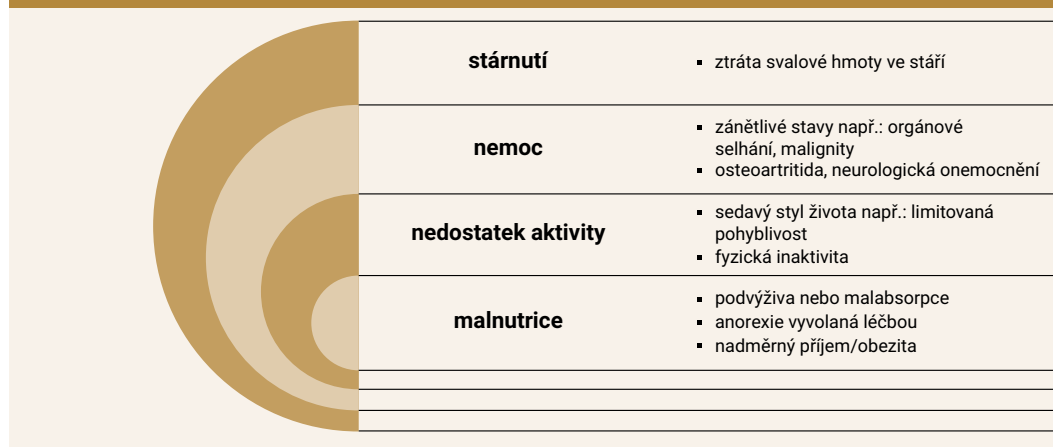 stárnutí
▪ ztráta svalové hmoty ve stáří
nemoc
▪ zánětlivé stavy např.: orgánové
selhání, malignity
▪ osteoartritida, neurologická onemocnění
nedostatek aktivity
▪ sedavý styl života např.: limitovaná
pohyblivost
▪ fyzická inaktivita
malnutrice
▪ podvýživa nebo malabsorpce
▪ anorexie vyvolaná léčbou
▪ nadměrný příjem/obezita